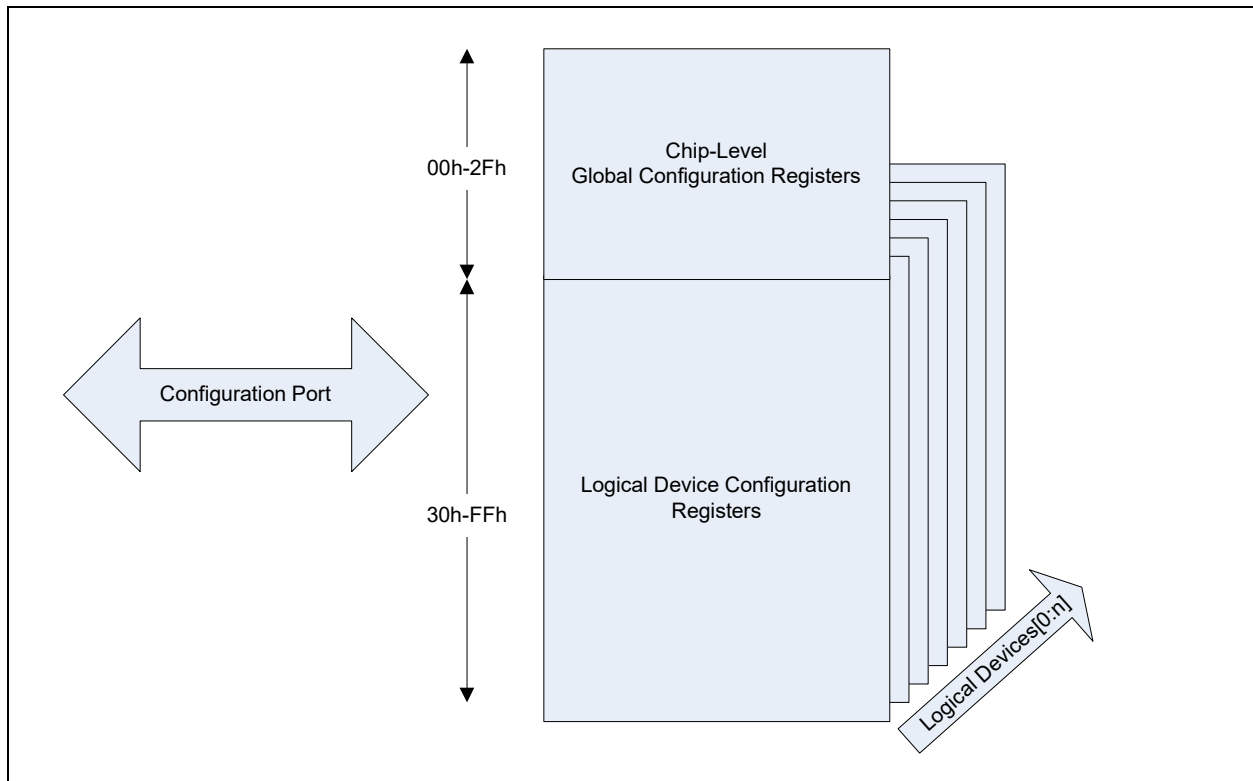 00h-2Fh
Chip-Level
Global Configuration Registers
Configuration Port
30h-FFh
Logical Device Configuration
Registers
Logical Devices[0:n]